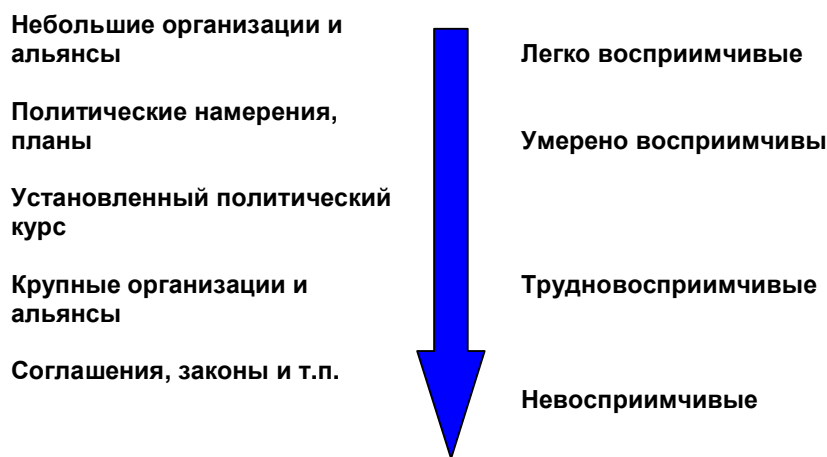 Небольшие организации и
альянсы
Политические намерения,
планы
Установленный политический
курс
Крупные организации и
альянсы
Соглашения, законы и т.п.
Легко восприимчивые
Умерено восприимчивы
Трудновосприимчивые
Невосприимчивые